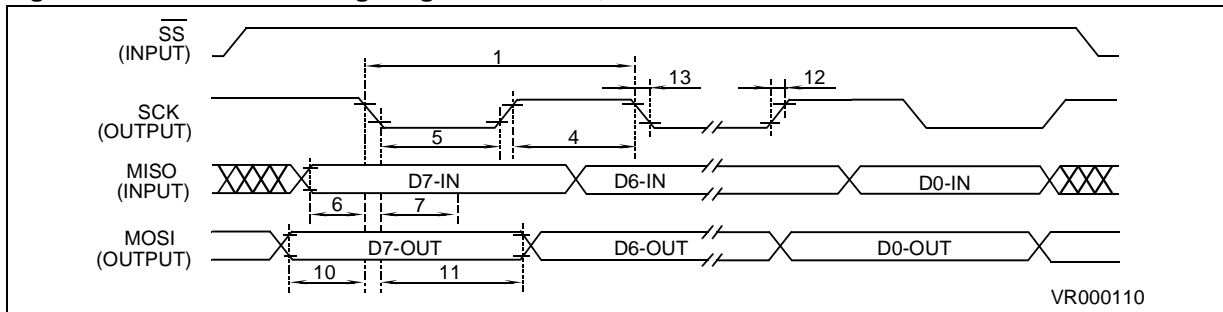 SS
(INPUT)
1
13
12
SCK
(OUTPUT)
5
4
MISO
(INPUT)
D7-IN
D6-IN
D0-IN
6
7
MOSI
(OUTPUT)
D7-OUT
D6-OUT
D0-OUT
10
11
VR000110